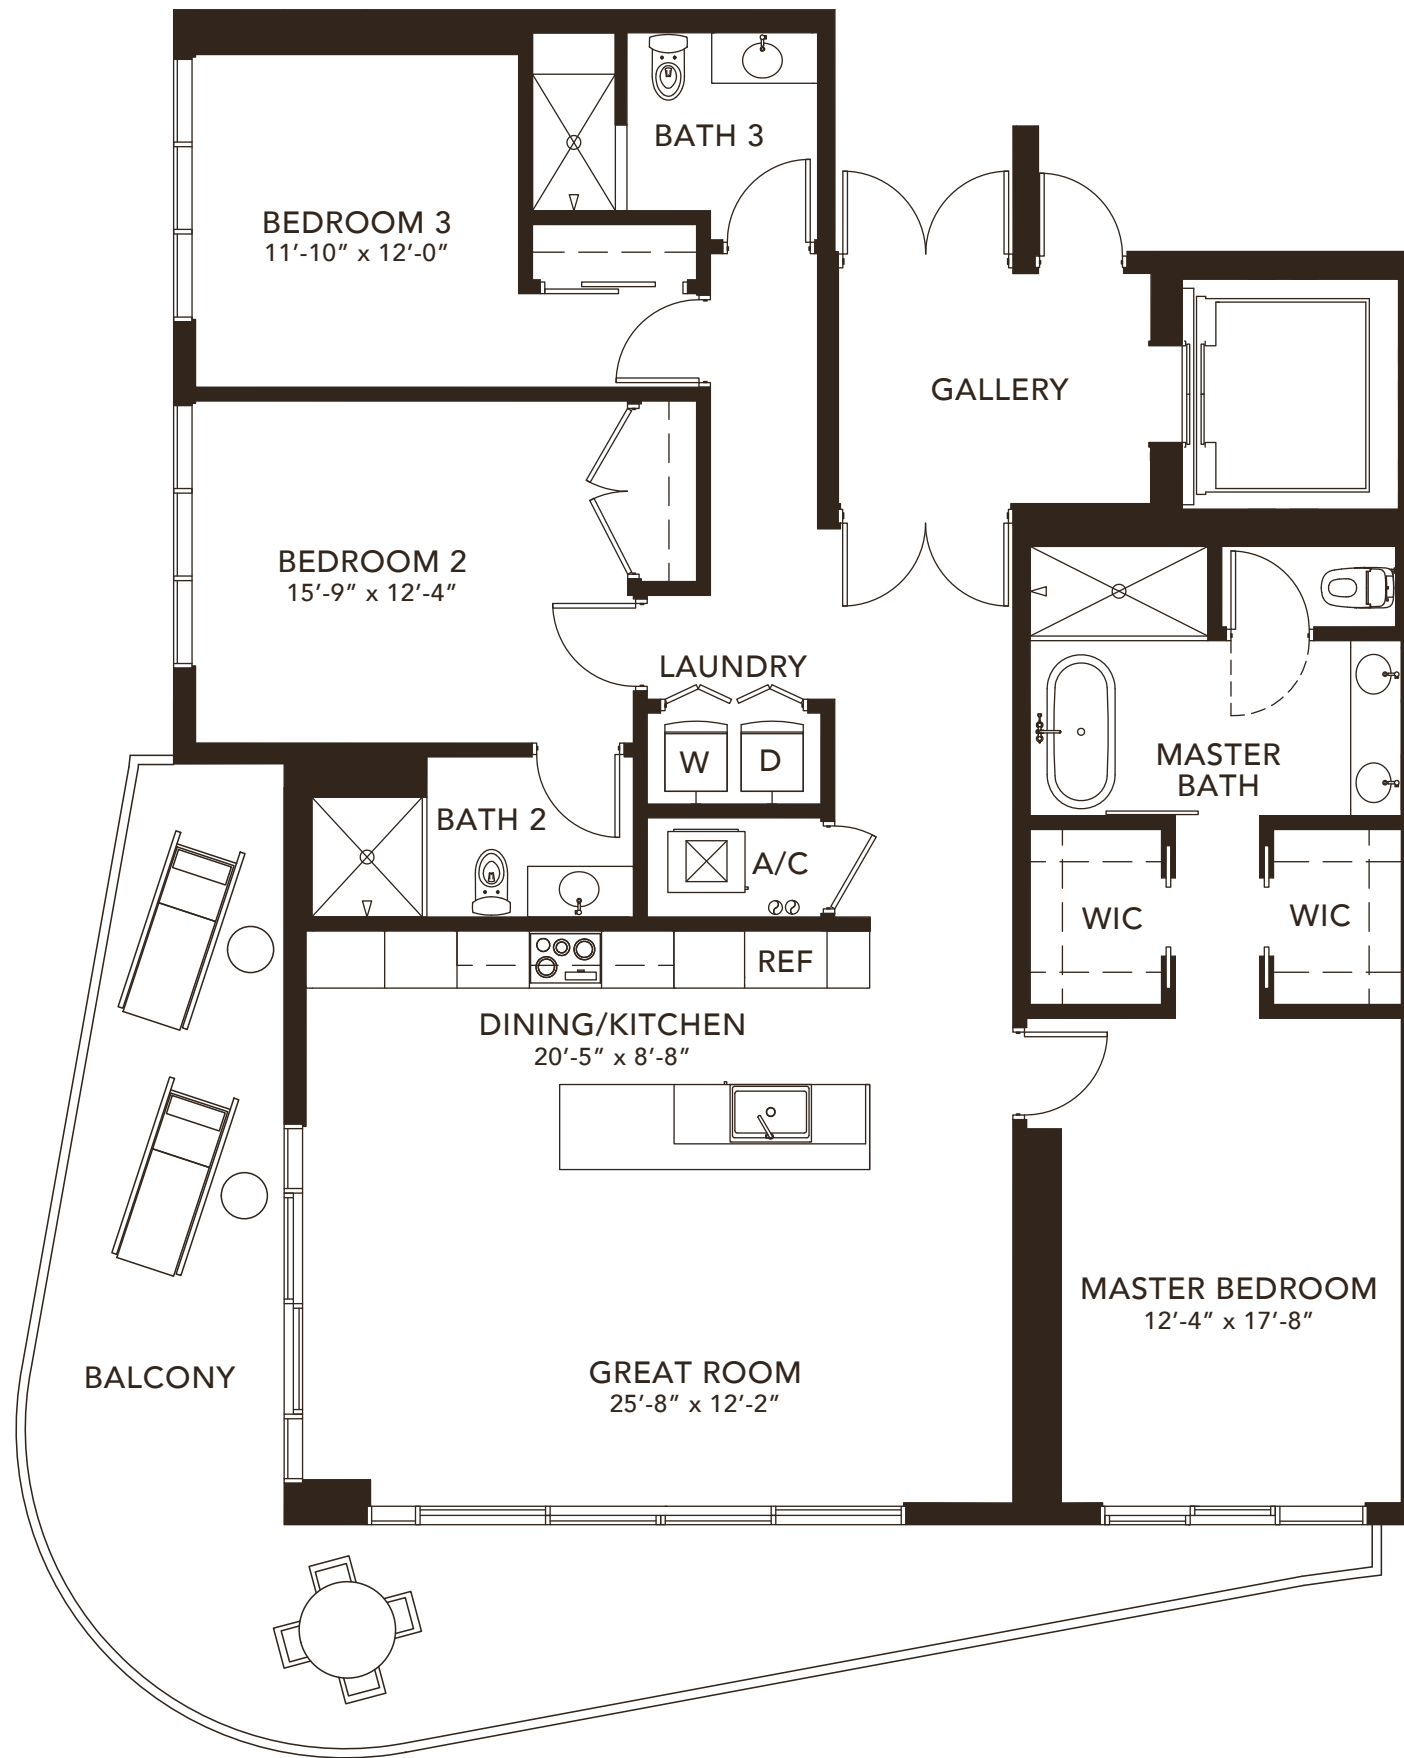 BATH 3
BEDROOM 3
11'-10" x 12'-0"
GALLERY
BEDROOM 2
15'-9" x 12'-4"
LAUNDRY
W
D
MASTER
BATH
BATH 2
A/C
WIC
WIC
REF
DINING/KITCHEN
20'-5" x 8'-8"
MASTER BEDROOM
12'-4" x 17'-8"
BALCONY
GREAT ROOM
25'-8" x 12'-2"